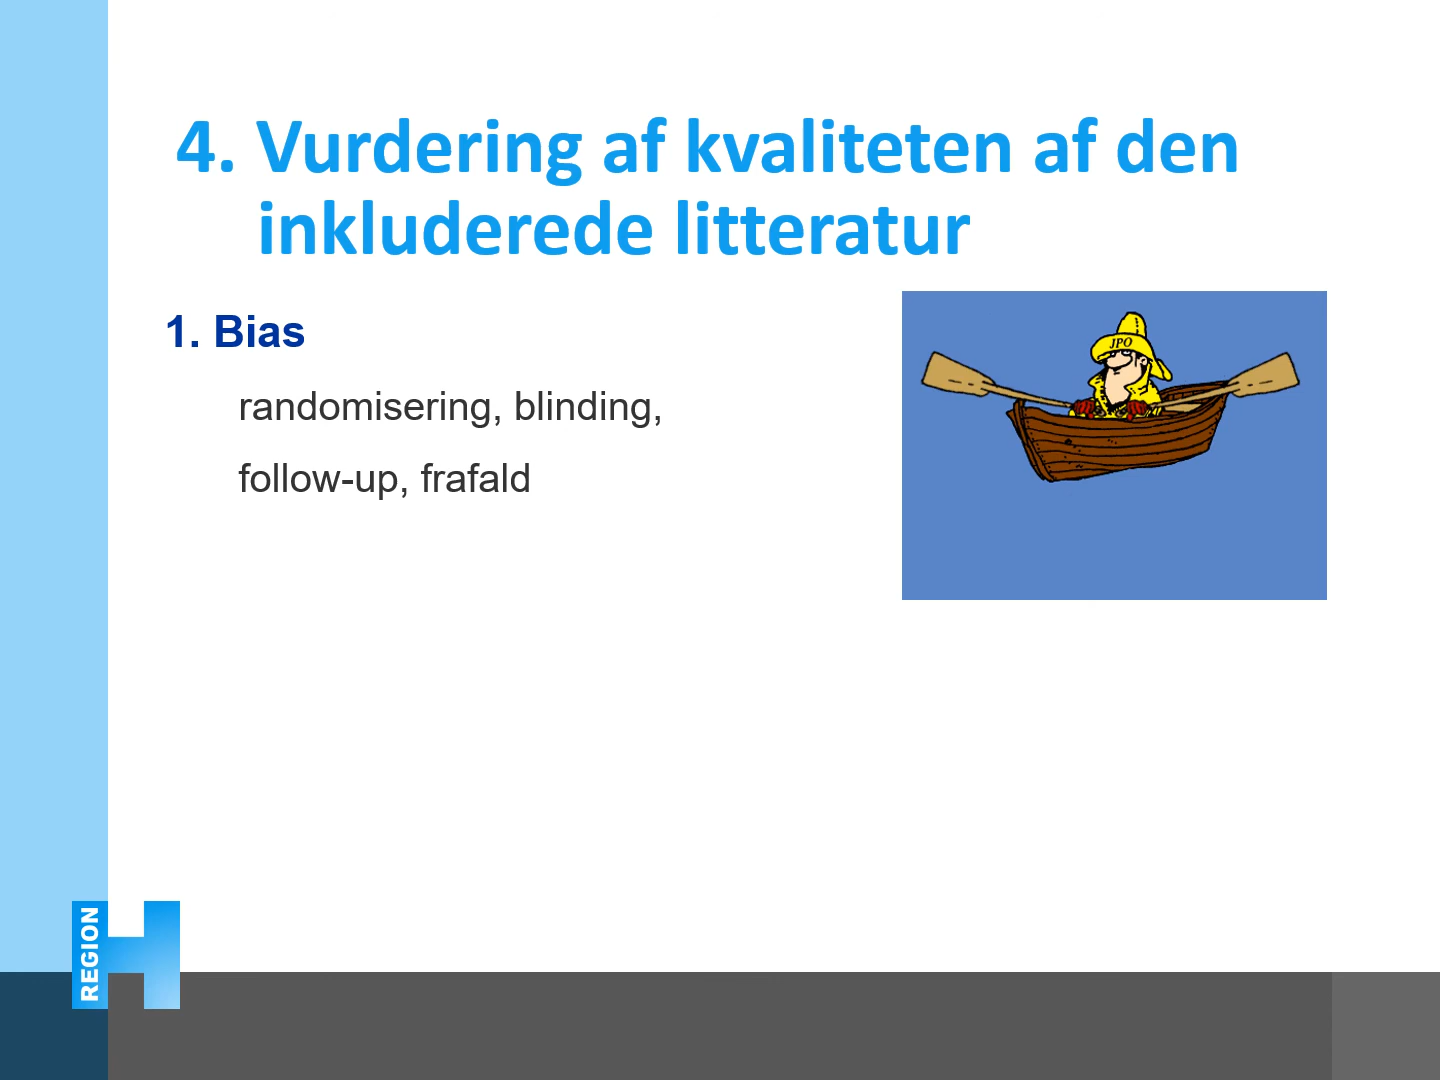 4. Vurdering af kvaliteten af den
inkluderede litteratur
1. Bias
randomisering, blinding,
follow-up, frafald
JPO
REGION